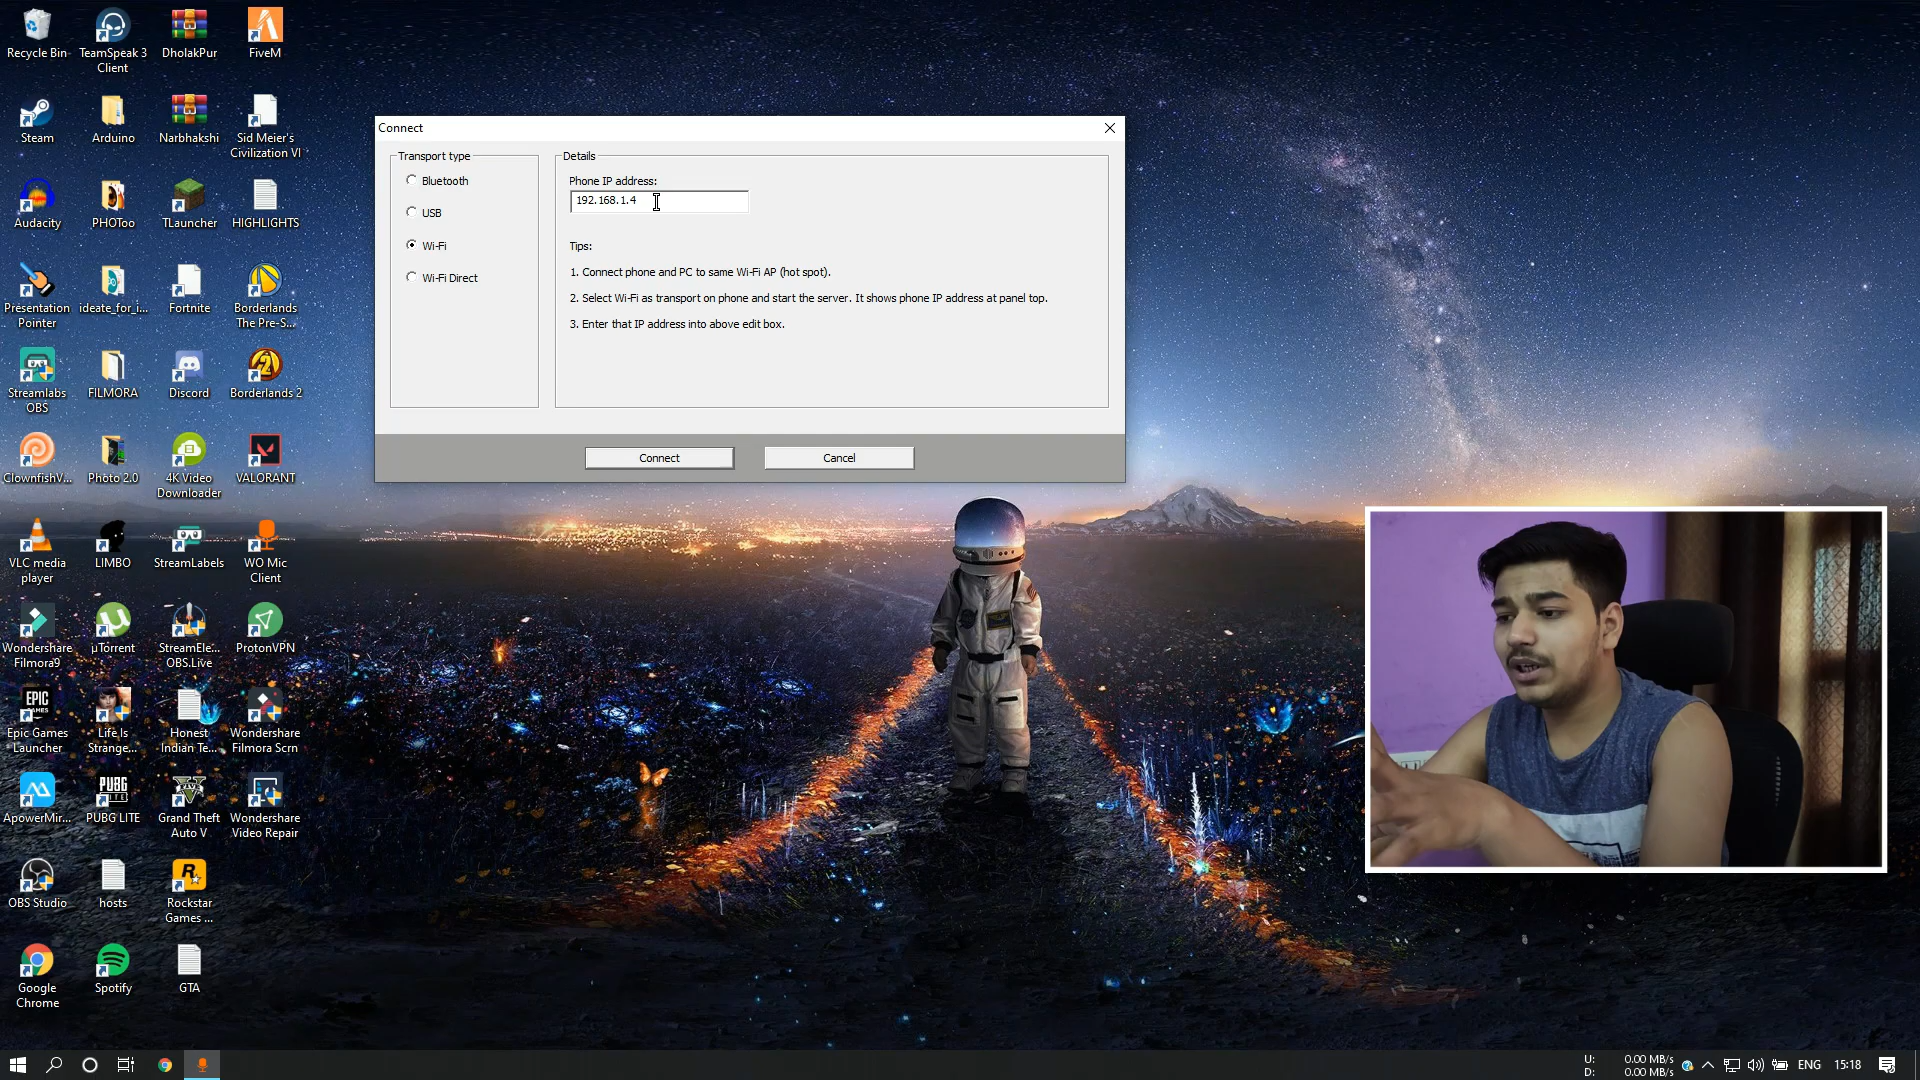 Recycle Bin
TeamSpeak 3
Client
DholakPur
FiveM
Steam
Arduino
Narbhakshi
Sid Meier's
Civilization VI
Audacity
PHOToo
TLauncher
HIGHLIGHTS
Presentation
Pointer
ideate_for_i...
Fortnite
Borderlands
The Pre-S...
Streamlabs
OBS
FILMORA
Discord
Borderlands 2
ClownfishV...
Photo 2.0
4K Video
Downloader
VALORANT
VLC media
player
LIMBO
StreamLabels
WO Mic
Client
Wondershare
Filmora9
µTorrent
StreamEle...
OBS.Live
ProtonVPN
EPIC
GAMES
Epic Games
Launcher
Life Is
Strange...
Honest
Indian Te...
Wondershare
Filmora Scrn
ApowerMir...
PUBG
LITE
PUBG LITE
Grand Theft
Auto V
Wondershare
Video Repair
OBS Studio
hosts
Rockstar
Games ...
Google
Chrome
Spotify
GTA
Connect
Transport type
Bluetooth
USB
Wi-Fi
Wi-Fi Direct
Details
Phone IP address:
192.168.1.4
Tips:
1. Connect phone and PC to same Wi-Fi AP (hot spot).
2. Select Wi-Fi as transport on phone and start the server. It shows phone IP address at panel top.
3. Enter that IP address into above edit box.
Connect
Cancel
U: 0.00 MB/s
D: 0.00 MB/s
ENG
15:18